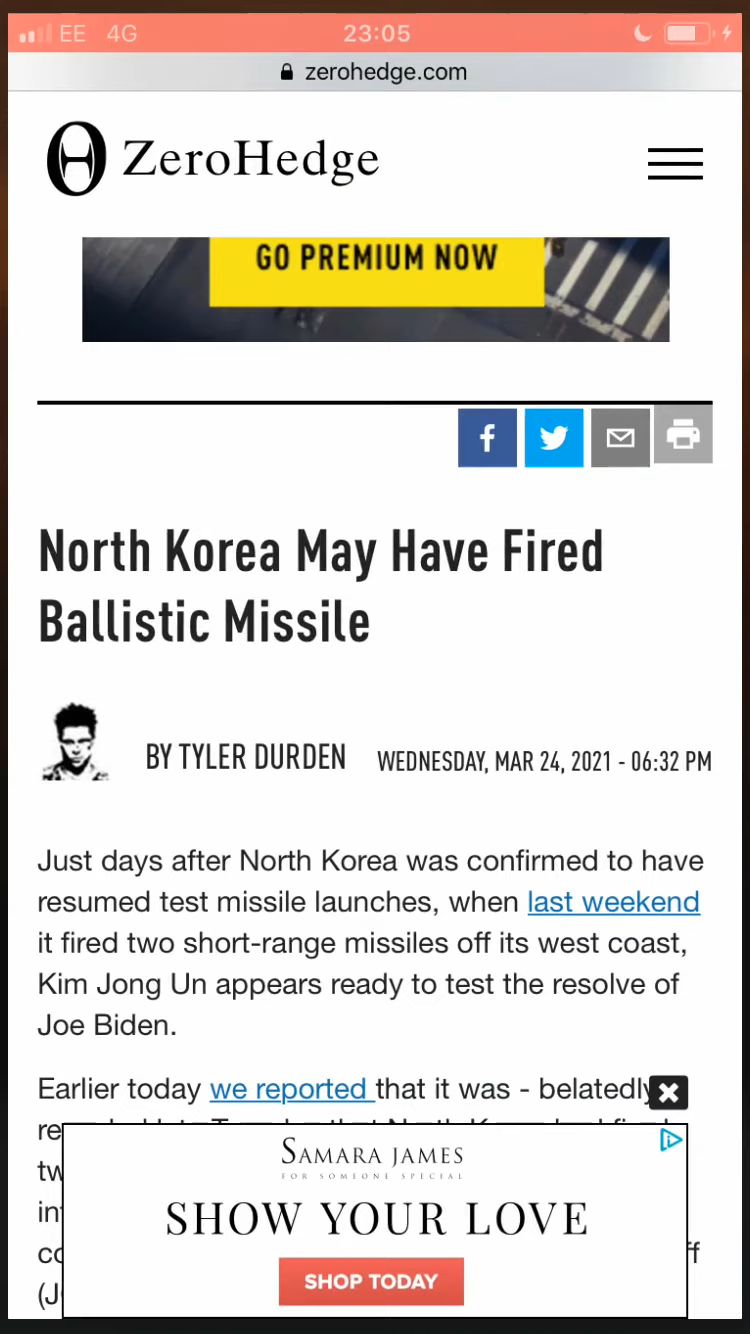 EE 4G 23:05
zerohedge.com
ZeroHedge
GO PREMIUM NOW
North Korea May Have Fired
Ballistic Missile
BY TYLER DURDEN WEDNESDAY, MAR 24, 2021 - 06:32 PM
Just days after North Korea was confirmed to have
resumed test missile launches, when last weekend
it fired two short-range missiles off its west coast,
Kim Jong Un appears ready to test the resolve of
Joe Biden.
Earlier today we reported that it was - belatedly
SAMARA JAMES
FOR SOMEONE SPECIAL
SHOW YOUR LOVE
SHOP TODAY